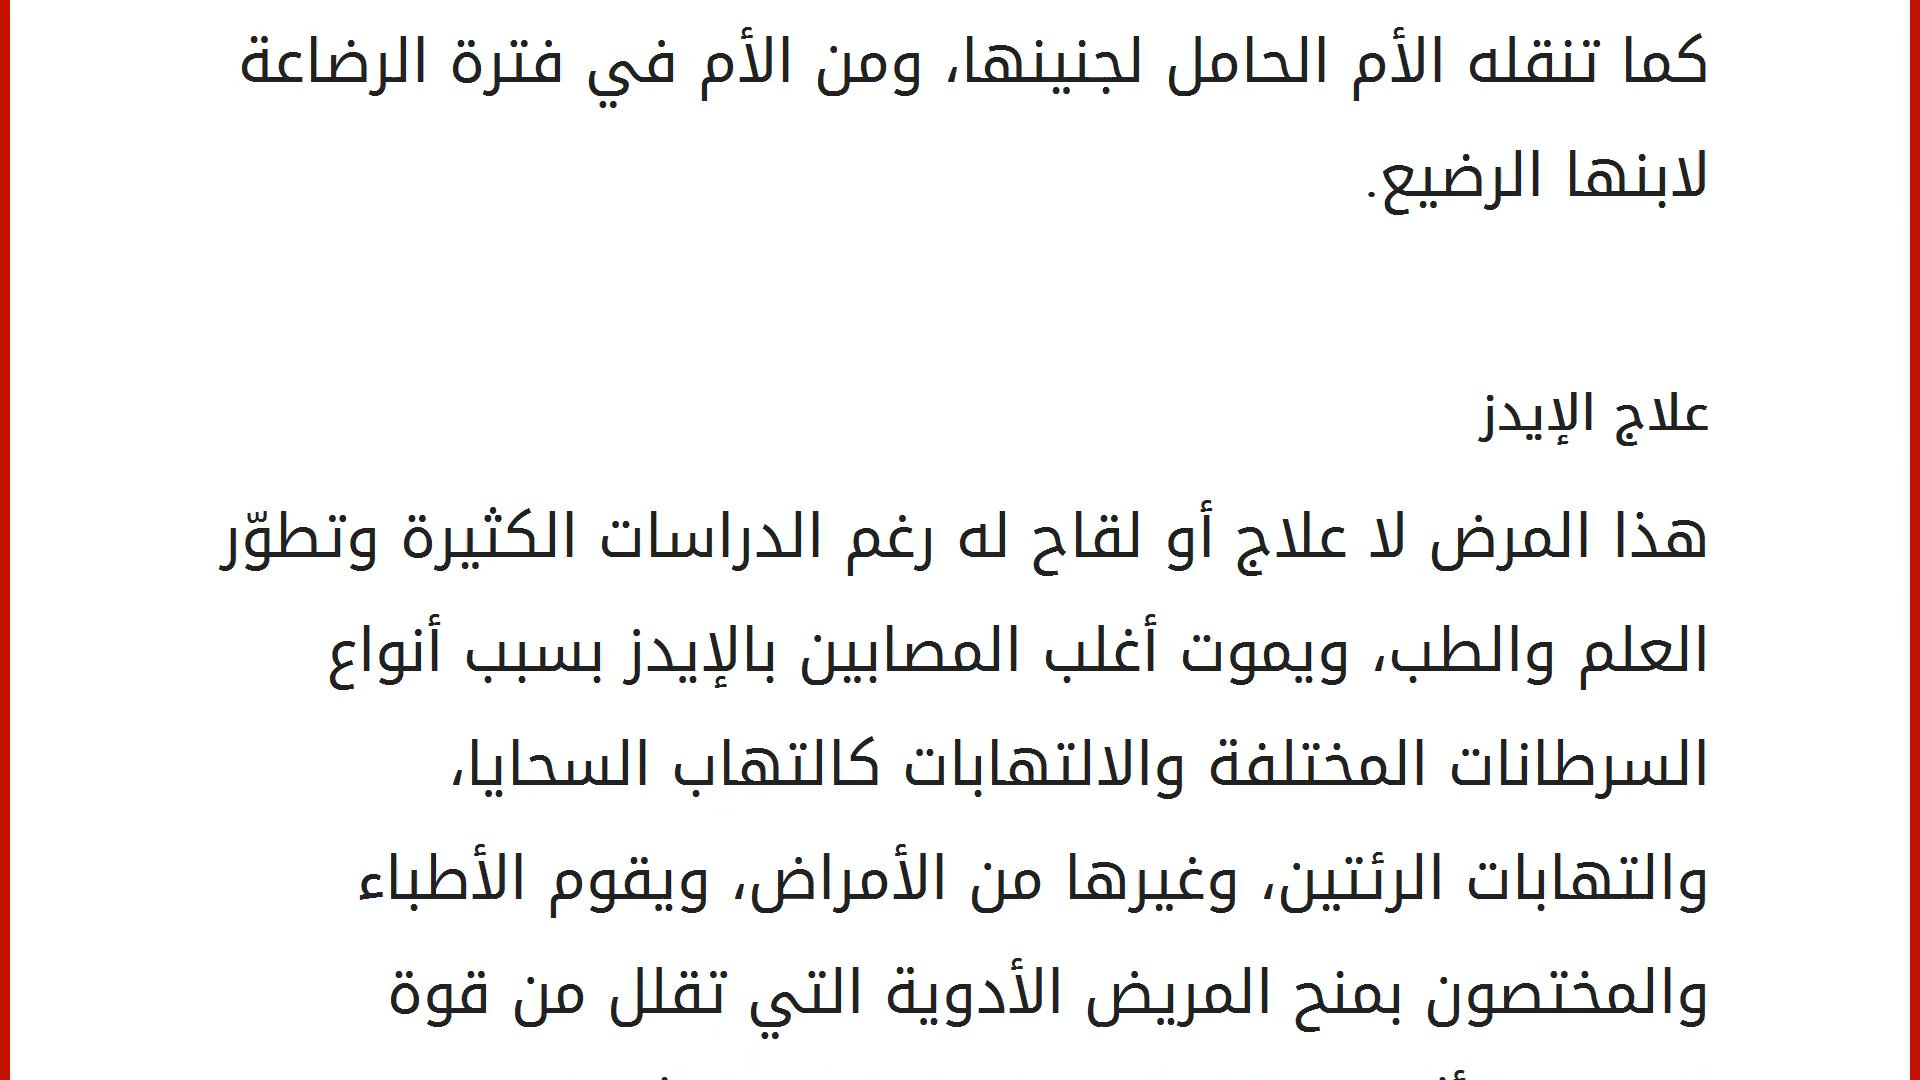 كما تنقله الأم الحامل لجنينها، ومن الأم في فترة الرضاعة
لابنها الرضيع.
علاج الإيدز
هذا المرض لا علاج أو لقاح له رغم الدراسات الكثيرة وتطوّر
العلم والطب، ويموت أغلب المصابين بالإيدز بسبب أنواع
السرطانات المختلفة والالتهابات كالتهاب السحايا،
والتهابات الرئتين، وغيرها من الأمراض، ويقوم الأطباء
والمختصون بمنح المريض الأدوية التي تقلل من قوة